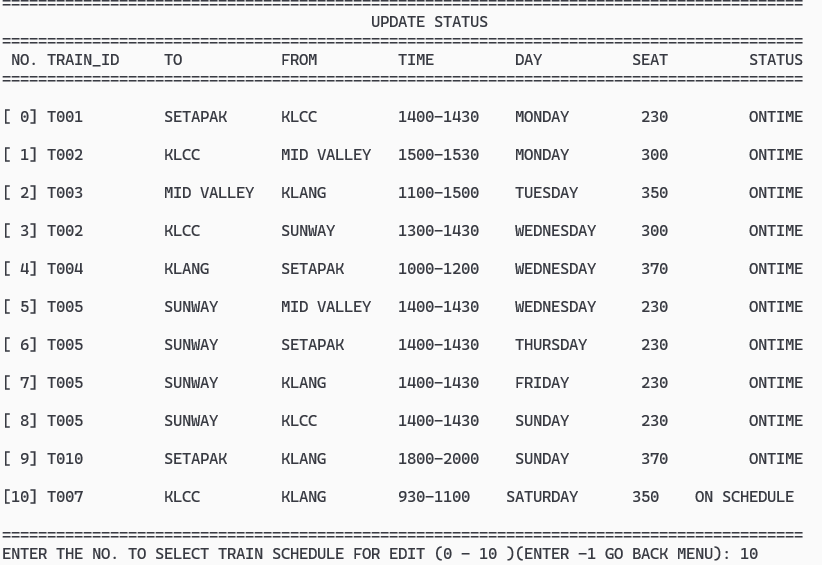 UPDATE STATUS
NO. TRAIN_ID TO FROM TIME DAY SEAT STATUS
[ 0] T001 SETAPAK KLCC 1400-1430 MONDAY 230 ONTIME
[ 1] T002 KLCC MID VALLEY 1500-1530 MONDAY 300 ONTIME
[ 2] T003 MID VALLEY KLANG 1100-1500 TUESDAY 350 ONTIME
[ 3] T002 KLCC SUNWAY 1300-1430 WEDNESDAY 300 ONTIME
[ 4] T004 KLANG SETAPAK 1000-1200 WEDNESDAY 370 ONTIME
[ 5] T005 SUNWAY MID VALLEY 1400-1430 WEDNESDAY 230 ONTIME
[ 6] T005 SUNWAY SETAPAK 1400-1430 THURSDAY 230 ONTIME
[ 7] T005 SUNWAY KLANG 1400-1430 FRIDAY 230 ONTIME
[ 8] T005 SUNWAY KLCC 1400-1430 SUNDAY 230 ONTIME
[ 9] T010 SETAPAK KLANG 1800-2000 SUNDAY 370 ONTIME
[10] T007 KLCC KLANG 930-1100 SATURDAY 350 ON SCHEDULE
ENTER THE NO. TO SELECT TRAIN SCHEDULE FOR EDIT (0 - 10 )(ENTER -1 GO BACK MENU): 10